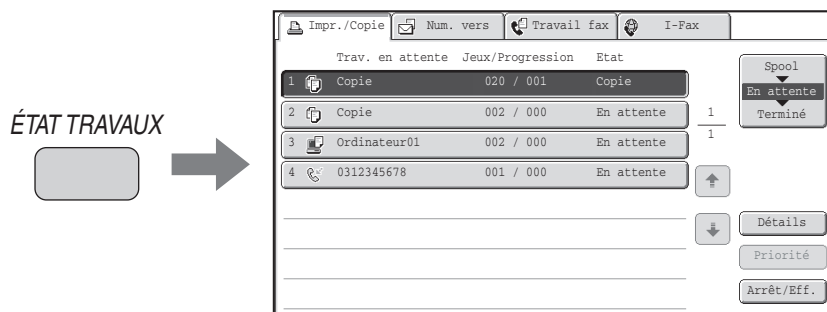 ÉTAT TRAVAUX
Impr./Copie Num. vers Travail fax I-Fax
Trav. en attente Jeux/Progression Etat
1 Copie 020 / 001 Copie
2 Copie 002 / 000 En attente
3 Ordinateur01 002 / 000 En attente
4 0312345678 001 / 000 En attente
1
1
Spool
En attente
Terminé
Détails
Priorité
Arrêt/Eff.